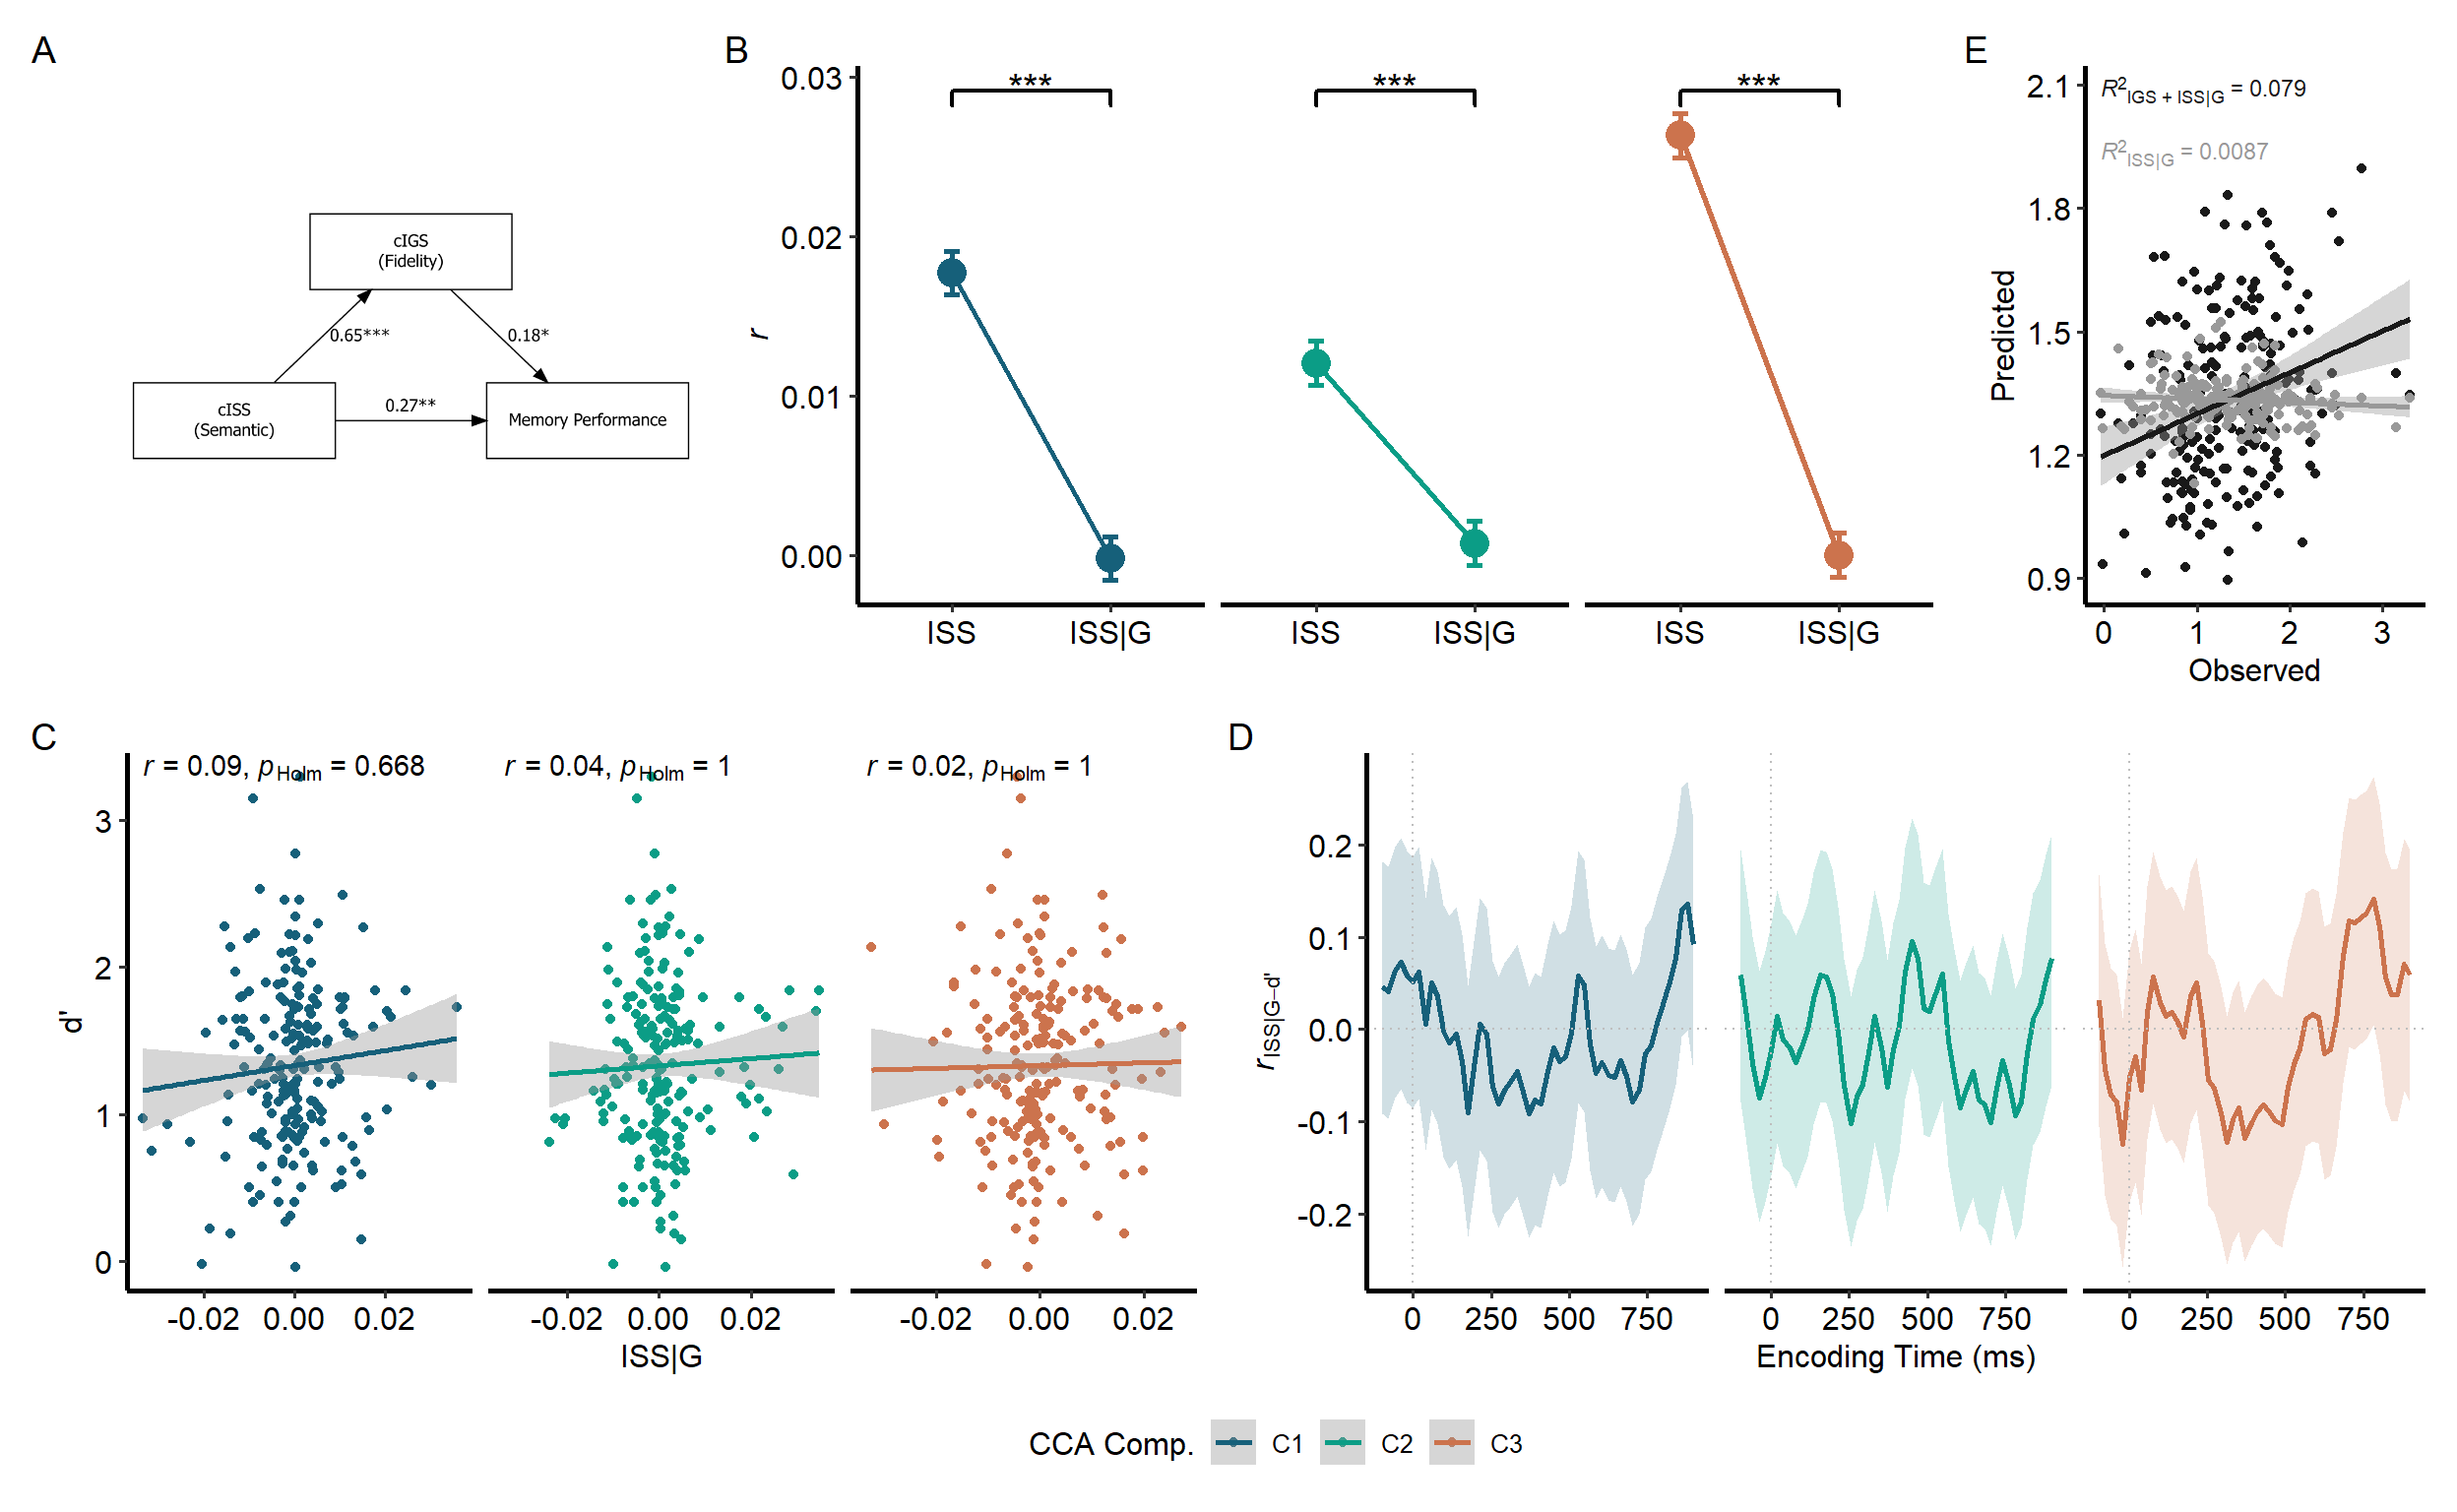 A
cIGS
(Fidelity)
0.65***
0.18*
cISS
(Semantic)
0.27**
Memory Performance
B
r
0.03
0.02
0.01
0.00
***
***
***
ISS
ISS|G
ISS
ISS|G
ISS
ISS|G
E
Predicted
2.1
1.8
1.5
1.2
0.9
R² IGS + ISS|G = 0.079
R² ISS|G = 0.0087
0 1 2 3
Observed
C
d'
3
2
1
0
r = 0.09, pHolm = 0.668
r = 0.04, pHolm = 1
r = 0.02, pHolm = 1
-0.02 0.00 0.02
-0.02 0.00 0.02
-0.02 0.00 0.02
ISS|G
D
rISS|G−d'
0.2
0.1
0.0
-0.1
-0.2
0 250 500 750
0 250 500 750
0 250 500 750
Encoding Time (ms)
CCA Comp. C1 C2 C3